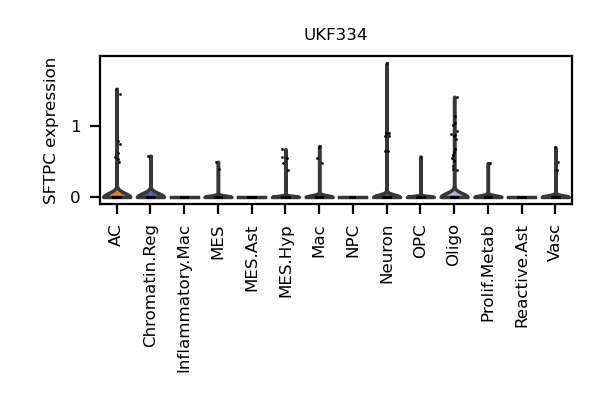 UKF334
SFTPC expression
1
0
AC
Chromatin.Reg
Inflammatory.Mac
MES
MES.Ast
MES.Hyp
Mac
NPC
Neuron
OPC
Oligo
Prolif.Metab
Reactive.Ast
Vasc